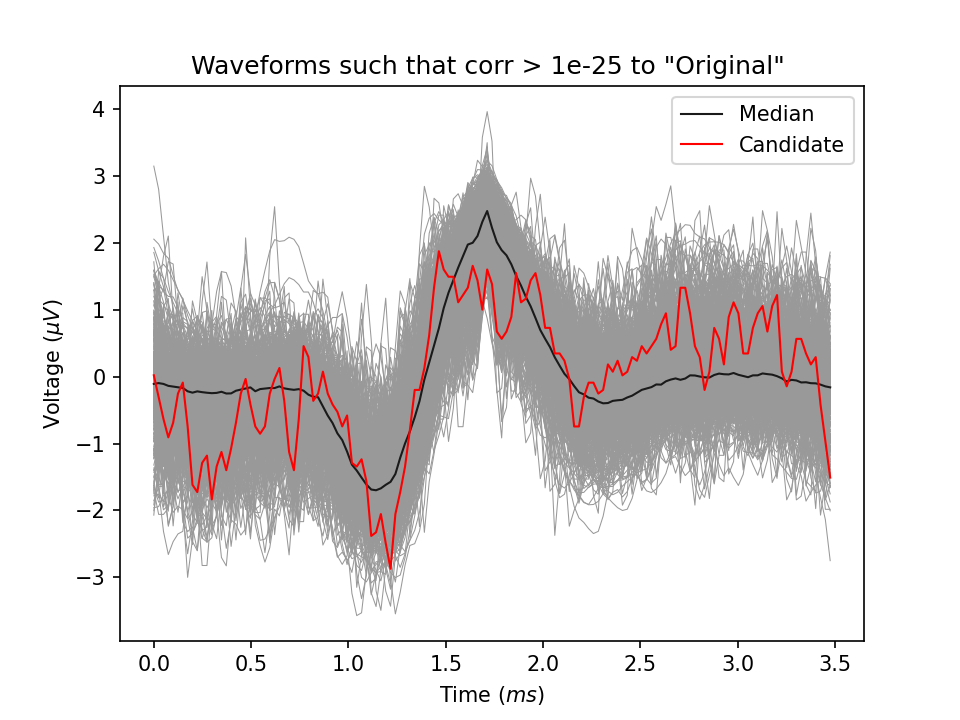 Waveforms such that corr > 1e-25 to "Original"
Median
Candidate
Voltage (μV)
4
3
2
1
0
−1
−2
−3
0.0 0.5 1.0 1.5 2.0 2.5 3.0 3.5
Time (ms)